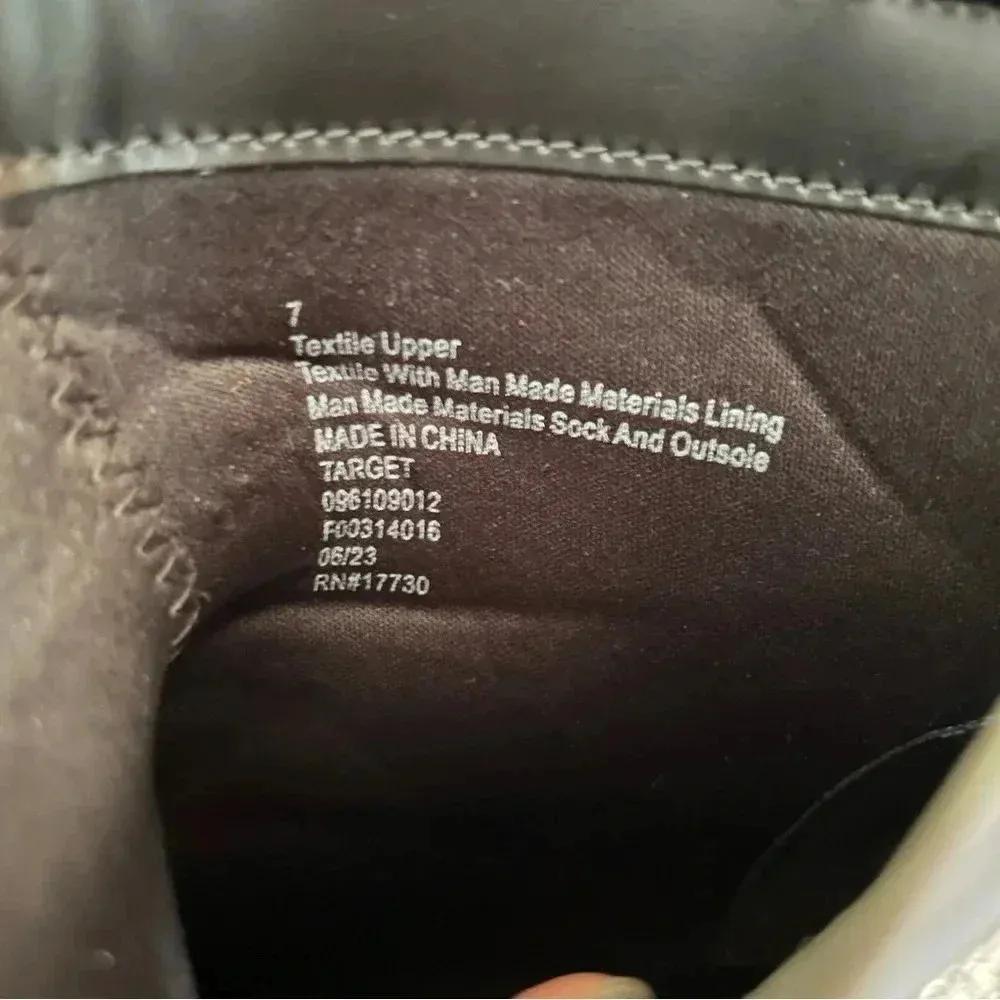 7
Textile Upper
Textile With Man Made Materials Lining
Man Made Materials Sock And Outsole
MADE IN CHINA
TARGET
096109012
F00314016
06/23
RN#17730